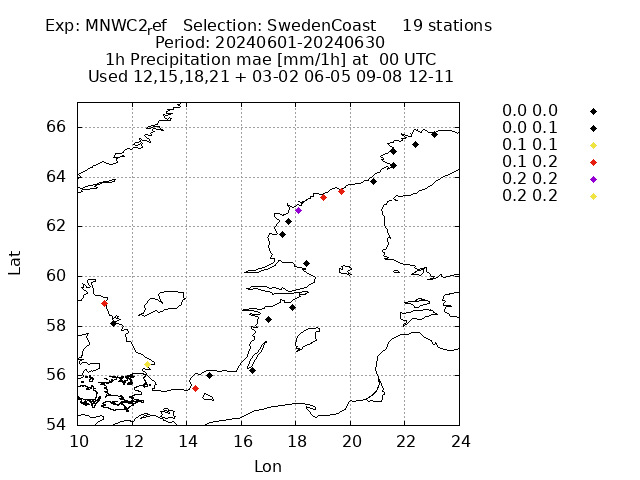 Exp: MNWC2ref Selection: SwedenCoast 19 stations
Period: 20240601-20240630
1h Precipitation mae [mm/1h] at 00 UTC
Used 12,15,18,21 + 03-02 06-05 09-08 12-11
0.0 0.0
0.0 0.1
0.1 0.1
0.1 0.2
0.2 0.2
0.2 0.2
66
64
62
60
58
56
54
Lat
10 12 14 16 18 20 22 24
Lon